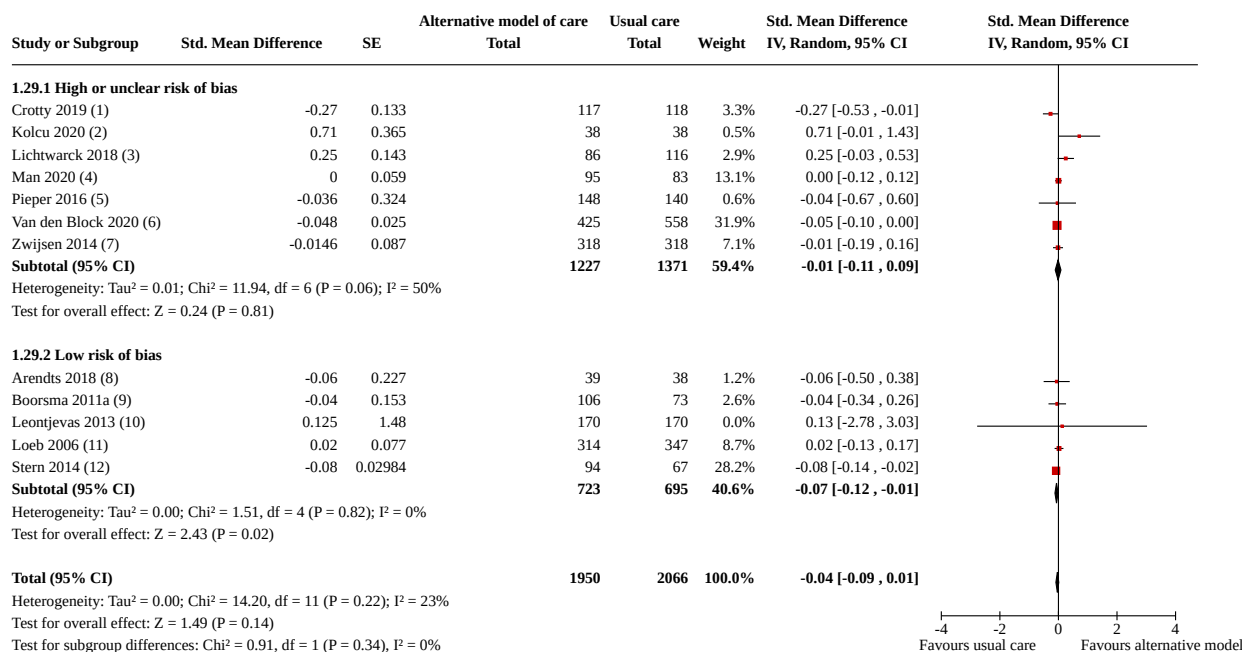 Alternative model of care Usual care Std. Mean Difference Std. Mean Difference
Study or Subgroup Std. Mean Difference SE Total Total Weight IV, Random, 95% CI IV, Random, 95% CI
1.29.1 High or unclear risk of bias
Crotty 2019 (1) -0.27 0.133 117 118 3.3% -0.27 [-0.53 , -0.01]
Kolcu 2020 (2) 0.71 0.365 38 38 0.5% 0.71 [-0.01 , 1.43]
Lichtwarck 2018 (3) 0.25 0.143 86 116 2.9% 0.25 [-0.03 , 0.53]
Man 2020 (4) 0 0.059 95 83 13.1% 0.00 [-0.12 , 0.12]
Pieper 2016 (5) -0.036 0.324 148 140 0.6% -0.04 [-0.67 , 0.60]
Van den Block 2020 (6) -0.048 0.025 425 558 31.9% -0.05 [-0.10 , 0.00]
Zwijsen 2014 (7) -0.0146 0.087 318 318 7.1% -0.01 [-0.19 , 0.16]
Subtotal (95% CI) 1227 1371 59.4% -0.01 [-0.11 , 0.09]
Heterogeneity: Tau² = 0.01; Chi² = 11.94, df = 6 (P = 0.06); I² = 50%
Test for overall effect: Z = 0.24 (P = 0.81)
1.29.2 Low risk of bias
Arendts 2018 (8) -0.06 0.227 39 38 1.2% -0.06 [-0.50 , 0.38]
Boorsma 2011a (9) -0.04 0.153 106 73 2.6% -0.04 [-0.34 , 0.26]
Leontjevas 2013 (10) 0.125 1.48 170 170 0.0% 0.13 [-2.78 , 3.03]
Loeb 2006 (11) 0.02 0.077 314 347 8.7% 0.02 [-0.13 , 0.17]
Stern 2014 (12) -0.08 0.02984 94 67 28.2% -0.08 [-0.14 , -0.02]
Subtotal (95% CI) 723 695 40.6% -0.07 [-0.12 , -0.01]
Heterogeneity: Tau² = 0.00; Chi² = 1.51, df = 4 (P = 0.82); I² = 0%
Test for overall effect: Z = 2.43 (P = 0.02)
Total (95% CI) 1950 2066 100.0% -0.04 [-0.09 , 0.01]
Heterogeneity: Tau² = 0.00; Chi² = 14.20, df = 11 (P = 0.22); I² = 23%
Test for overall effect: Z = 1.49 (P = 0.14)
-4 -2 0 2 4
Test for subgroup differences: Chi² = 0.91, df = 1 (P = 0.34), I² = 0%
Favours usual care Favours alternative model